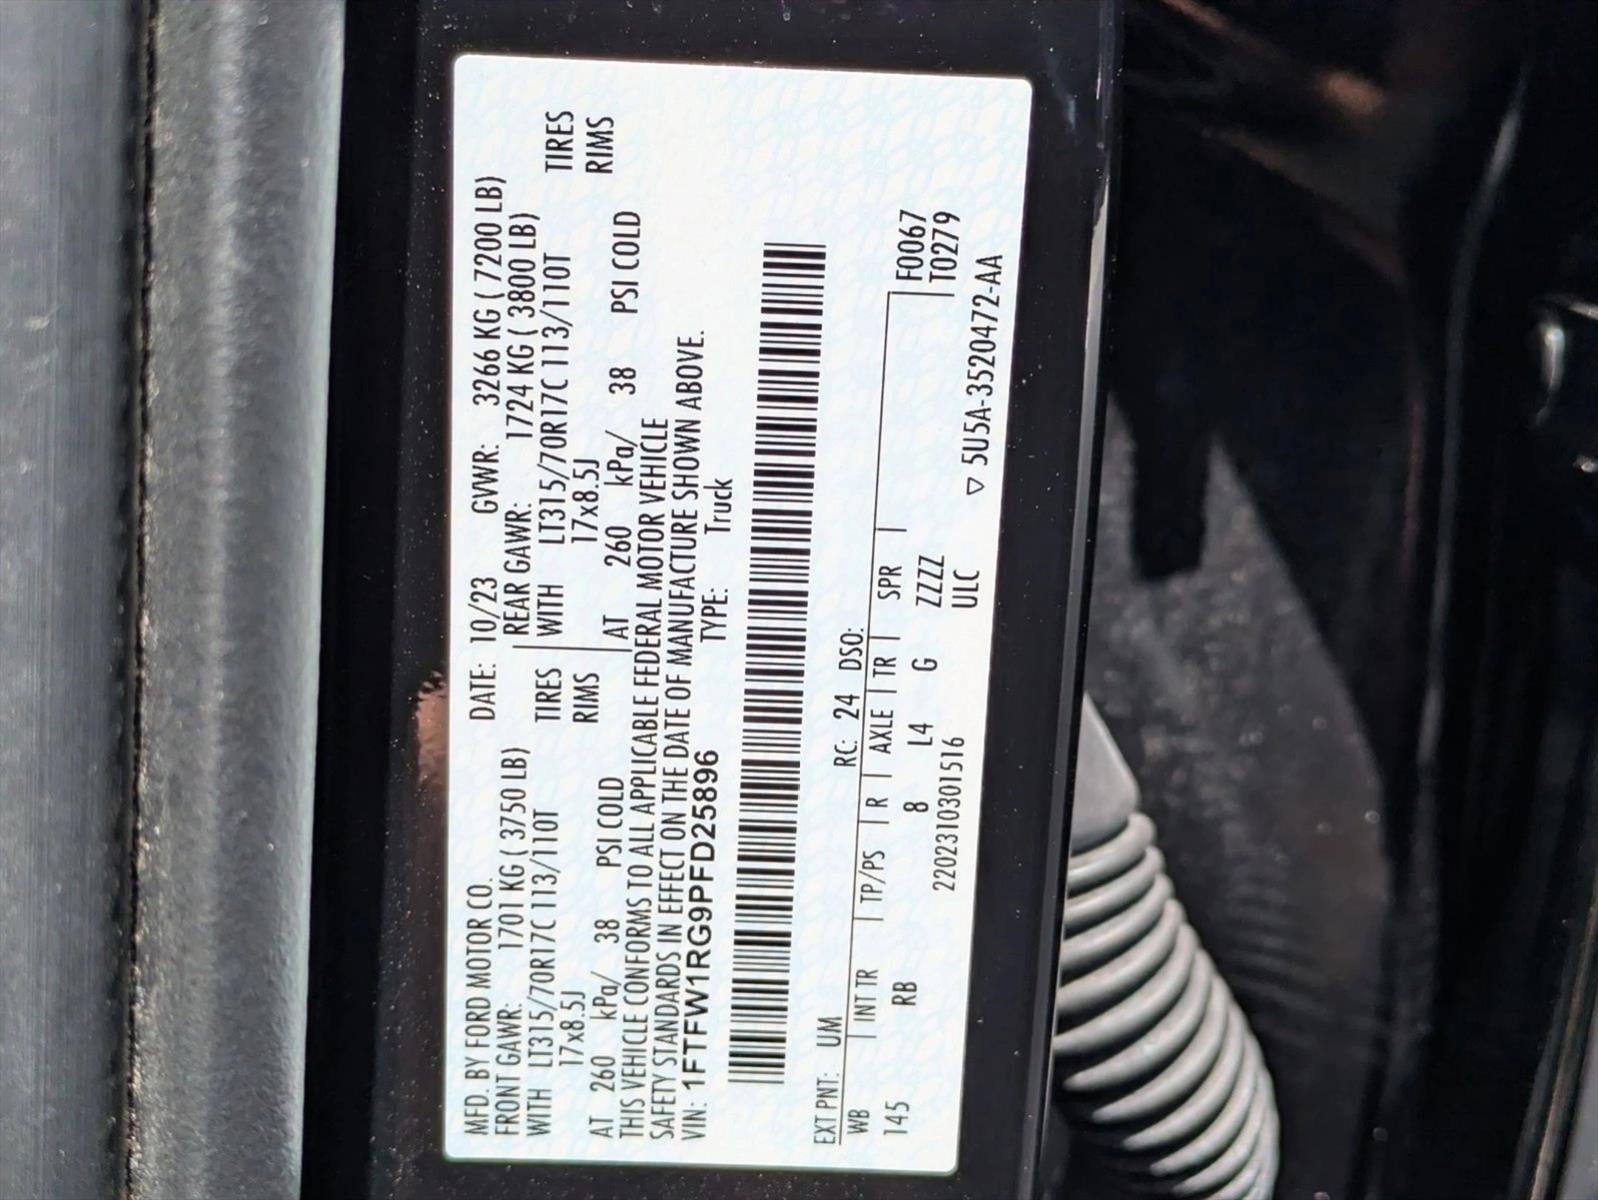 MFD. BY FORD MOTOR CO. DATE: 10/23 GVWR: 3266 KG ( 7200 LB)
FRONT GAWR: 1701 KG ( 3750 LB) REAR GAWR: 1724 KG ( 3800 LB)
WITH LT315/70R17C 113/110T TIRES WITH LT315/70R17C 113/110T TIRES
17x8.5J RIMS 17x8.5J RIMS
AT 260 kPa/ 38 PSI COLD AT 260 kPa/ 38 PSI COLD
THIS VEHICLE CONFORMS TO ALL APPLICABLE FEDERAL MOTOR VEHICLE
SAFETY STANDARDS IN EFFECT ON THE DATE OF MANUFACTURE SHOWN ABOVE.
VIN: 1FTFW1RG9PFD25896 TYPE: Truck
EXT PNT: UM RC: 24 DSO:
WB INT TR TP/PS R AXLE TR SPR F0067
145 RB 8 L4 G ZZZZ T0279
2202310301516 ULC ▽ 5U5A-3520472-AA